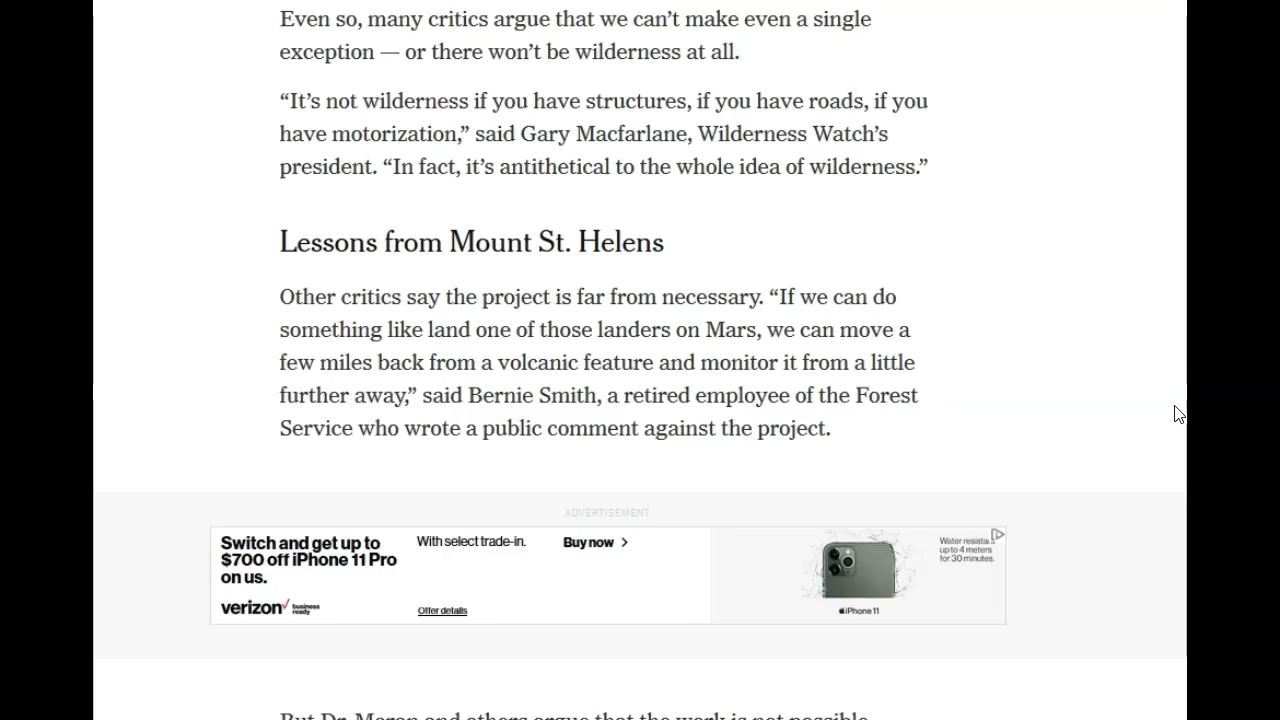 Even so, many critics argue that we can’t make even a single
exception — or there won’t be wilderness at all.
“It’s not wilderness if you have structures, if you have roads, if you
have motorization,” said Gary Macfarlane, Wilderness Watch’s
president. “In fact, it’s antithetical to the whole idea of wilderness.”
Lessons from Mount St. Helens
Other critics say the project is far from necessary. “If we can do
something like land one of those landers on Mars, we can move a
few miles back from a volcanic feature and monitor it from a little
further away,” said Bernie Smith, a retired employee of the Forest
Service who wrote a public comment against the project.
ADVERTISEMENT
Switch and get up to
$700 off iPhone 11 Pro
on us.
verizon✓ business
ready
With select trade-in.
Offer details
Buy now >
iPhone 11
Water resista
up to 4 meters
for 30 minutes.
But Dr. Moran and others argue that the work is not possible